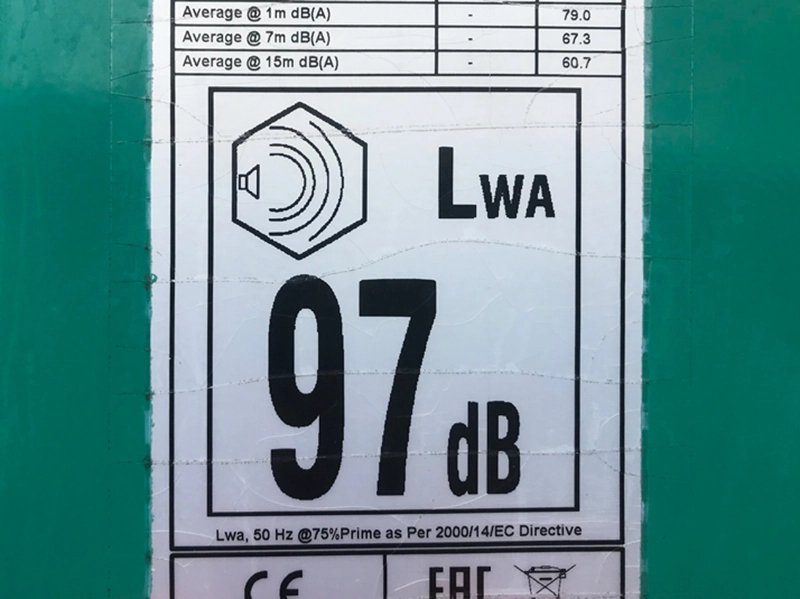 Average @ 1m dB(A) - 79.0
Average @ 7m dB(A) - 67.3
Average @ 15m dB(A) - 60.7
LWA
97 dB
Lwa, 50 Hz @75%Prime as Per 2000/14/EC Directive
CE EAC